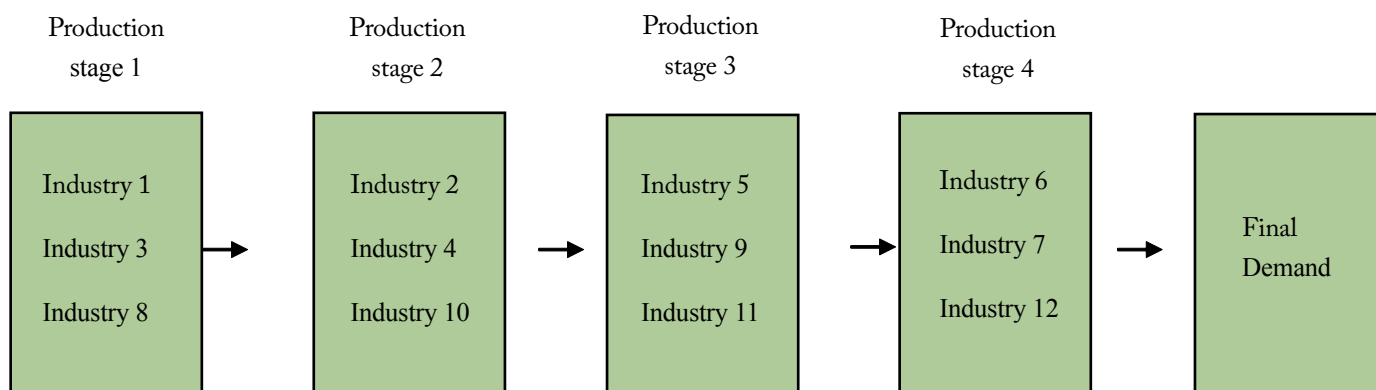 Production
stage 1
Production
stage 2
Production
stage 3
Production
stage 4
Industry 1
Industry 3
Industry 8
Industry 2
Industry 4
Industry 10
Industry 5
Industry 9
Industry 11
Industry 6
Industry 7
Industry 12
Final
Demand